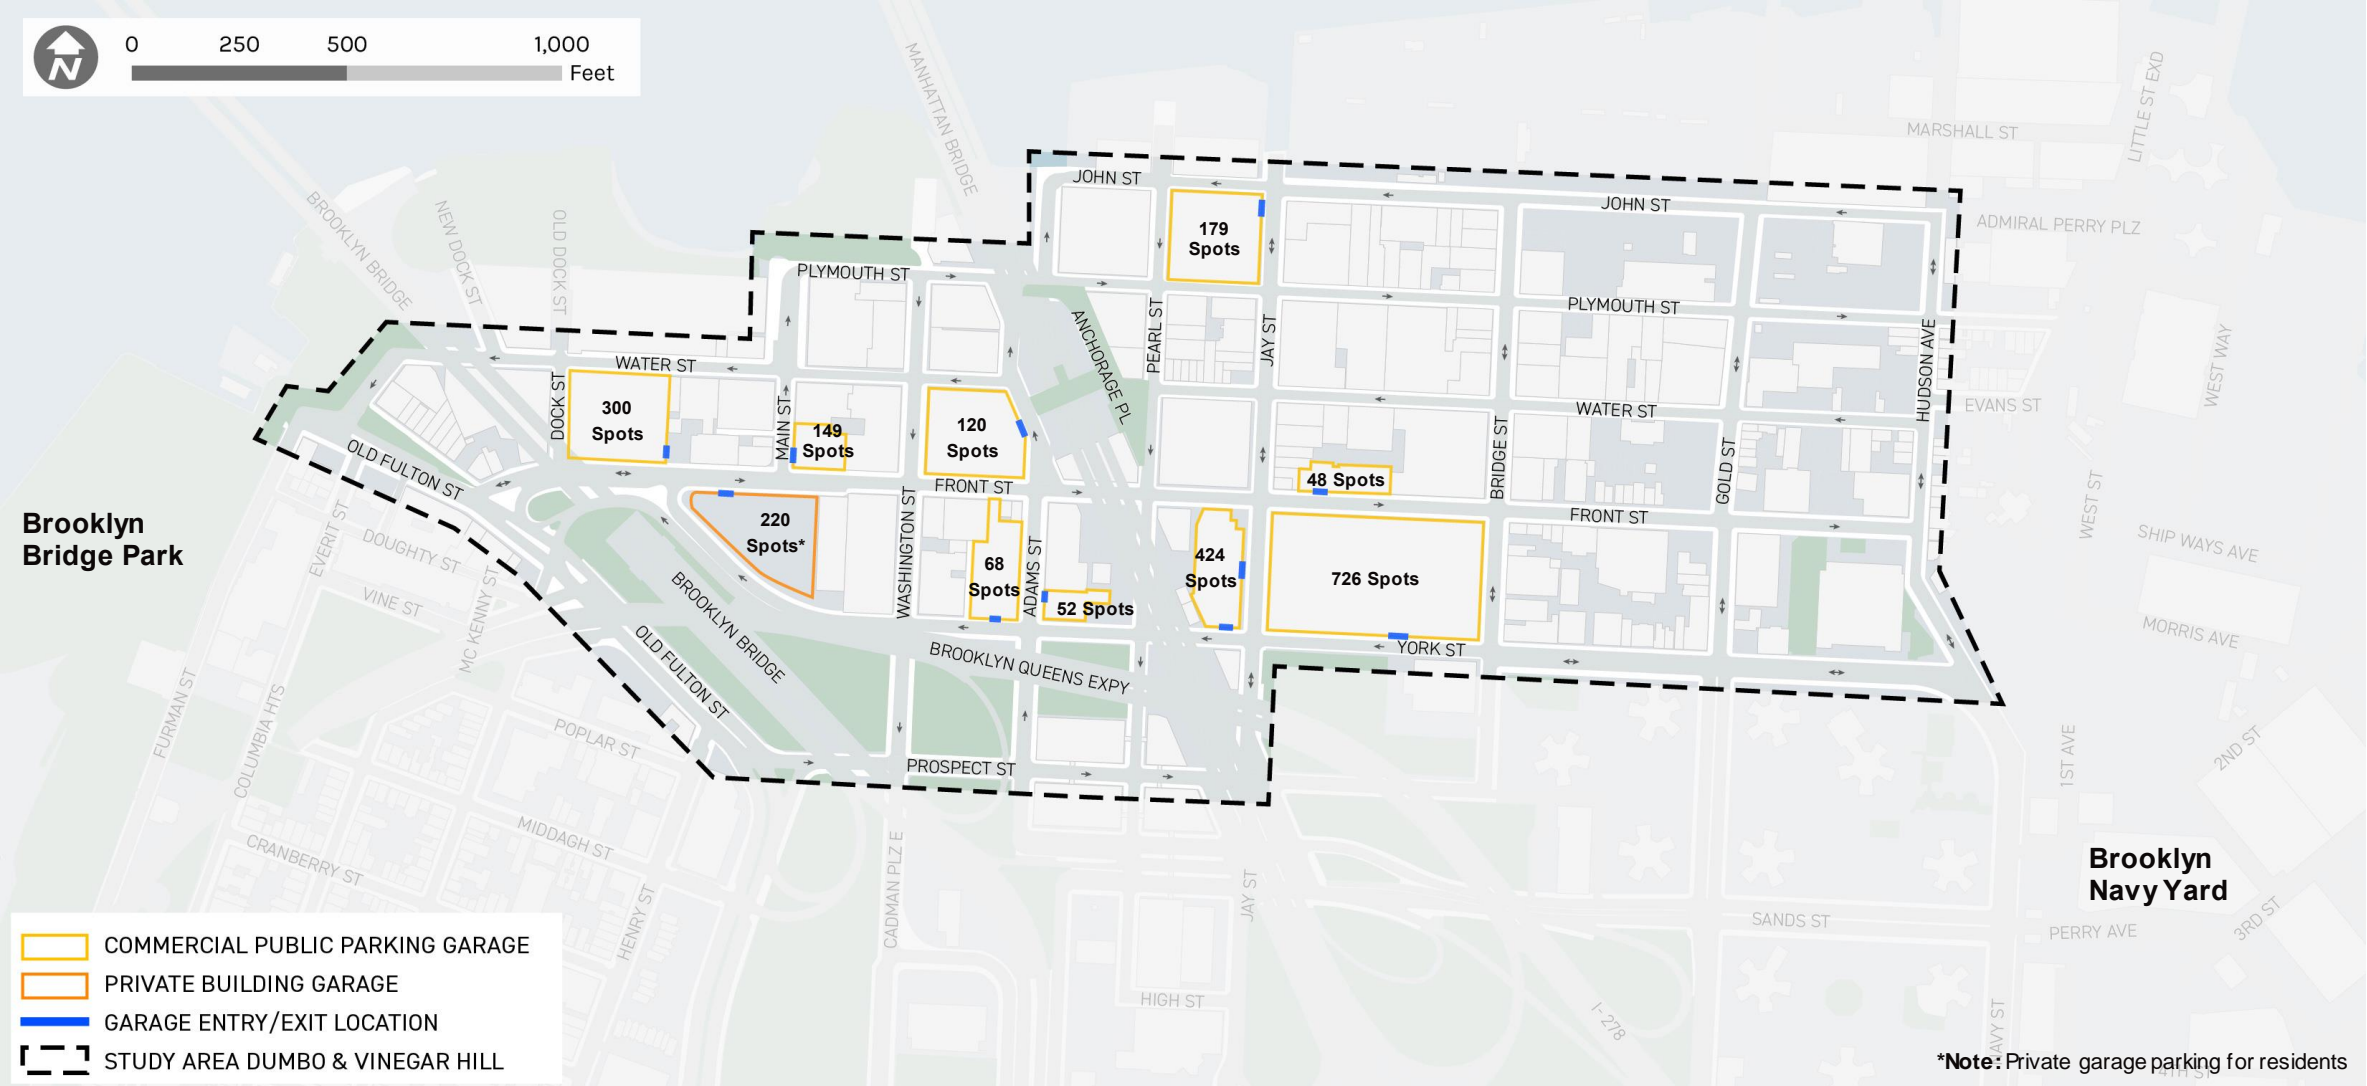 0 250 500 1,000
Feet
N
MANHATTAN BRIDGE
LITTLE ST EXD
MARSHALL ST
JOHN ST
JOHN ST
BROOKLYN BRIDGE
NEW DOCK ST
OLD DOCK ST
179
Spots
ADMIRAL PERRY PLZ
PLYMOUTH ST
PLYMOUTH ST
ANCHORAGE PL
PEARL ST
JAY ST
HUDSON AVE
WEST WAY
WATER ST
DOCK ST
300
Spots
MAIN ST
149
Spots
120
Spots
WATER ST
EVANS ST
OLD FULTON ST
FRONT ST
48 Spots
BRIDGE ST
GOLD ST
WEST ST
Brooklyn
Bridge Park
EVERIT ST
DOUGHTY ST
220
Spots*
WASHINGTON ST
68
Spots
ADAMS ST
52 Spots
424
Spots
726 Spots
FRONT ST
SHIP WAYS AVE
VINE ST
MC KENNY ST
BROOKLYN BRIDGE
OLD FULTON ST
BROOKLYN QUEENS EXPY
YORK ST
MORRIS AVE
FURMAN ST
COLUMBIA HTS
POPLAR ST
PROSPECT ST
1ST AVE
2ND ST
MIDDAGH ST
CRANBERRY ST
HENRY ST
CADMAN PLZ E
JAY ST
Brooklyn
Navy Yard
SANDS ST
PERRY AVE
3RD ST
HIGH ST
I-278
NAVY ST
4TH ST
COMMERCIAL PUBLIC PARKING GARAGE
PRIVATE BUILDING GARAGE
GARAGE ENTRY/EXIT LOCATION
STUDY AREA DUMBO & VINEGAR HILL
*Note: Private garage parking for residents